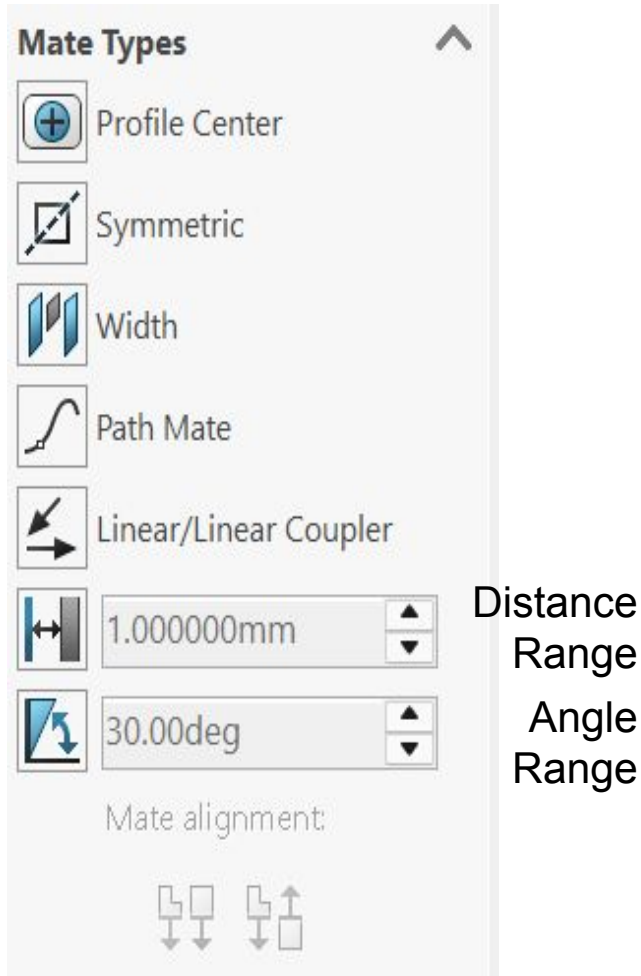 Mate Types
Profile Center
Symmetric
Width
Path Mate
Linear/Linear Coupler
1.000000mm
Distance
Range
30.00deg
Angle
Range
Mate alignment: